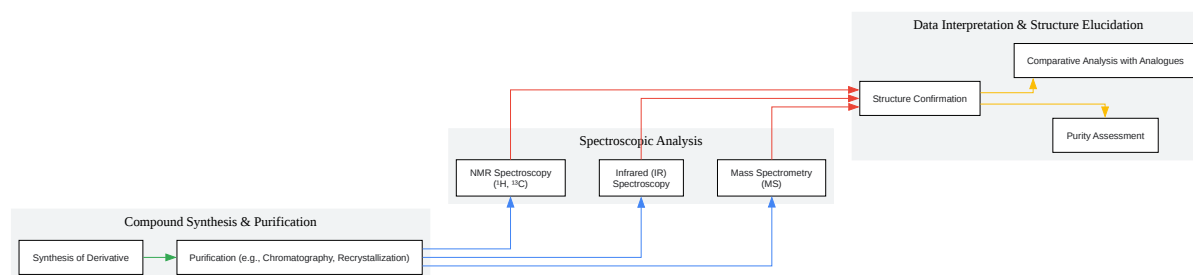 Data Interpretation & Structure Elucidation
Comparative Analysis with Analogues
Structure Confirmation
Purity Assessment
Spectroscopic Analysis
NMR Spectroscopy
(¹H, ¹³C)
Infrared (IR)
Spectroscopy
Mass Spectrometry
(MS)
Compound Synthesis & Purification
Synthesis of Derivative
Purification (e.g., Chromatography, Recrystallization)